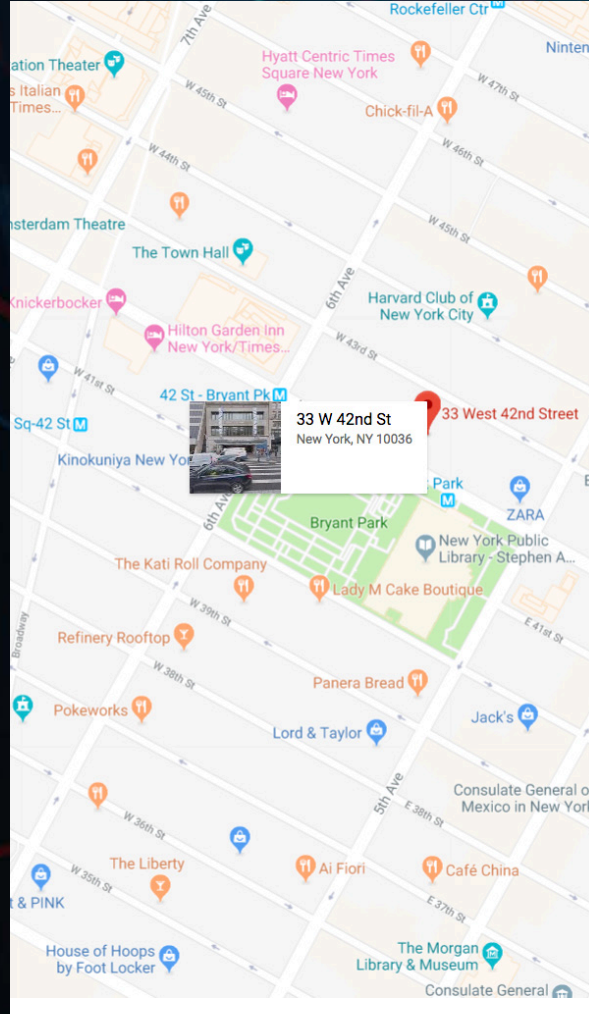 Rockefeller Ctr M
7th Ave
Ninten
ation Theater
Hyatt Centric Times
Square New York
s Italian
Times...
W 45th St
W 47th St
Chick-fil-A
W 46th St
W 44th St
W 45th St
msterdam Theatre
The Town Hall
6th Ave
Harvard Club of
New York City
Knickerbocker
Hilton Garden Inn
New York/Times...
W 43rd St
W 41st St
42 St - Bryant Pk M
33 W 42nd St
New York, NY 10036
33 West 42nd Street
Sq-42 St M
Kinokuniya New Yo
Park
M
E
ZARA
6th Ave
Bryant Park
New York Public
Library - Stephen A...
The Kati Roll Company
Lady M Cake Boutique
W 39th St
E 41st St
Broadway
Refinery Rooftop
W 38th St
Panera Bread
Pokeworks
Lord & Taylor
Jack's
5th Ave
Consulate General o
Mexico in New York
E 38th St
W 36th St
The Liberty
Ai Fiori
Café China
W 35th St
t & PINK
E 37th St
House of Hoops
by Foot Locker
The Morgan
Library & Museum
Consulate General